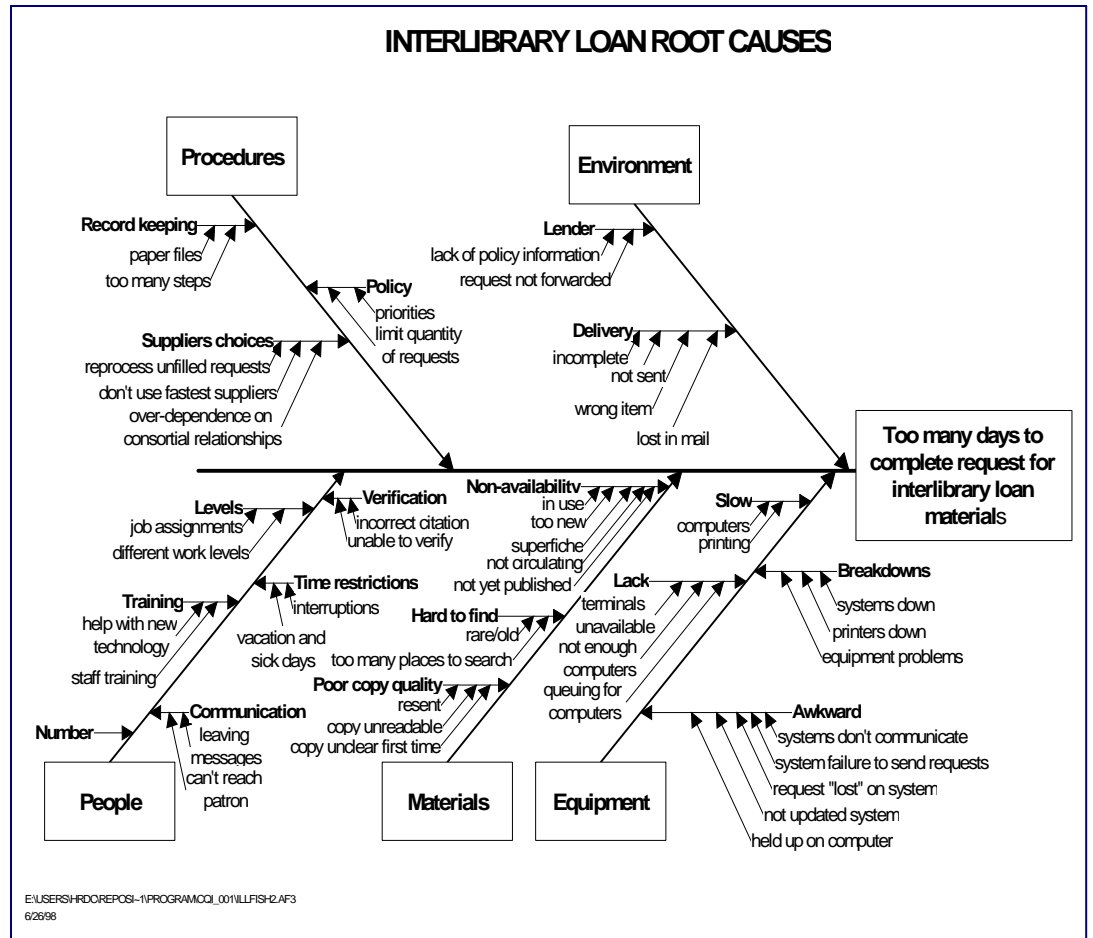 INTERLIBRARY LOAN ROOT CAUSES
Procedures
Environment
Record keeping
paper files
too many steps
Policy
priorities
limit quantity
of requests
Suppliers choices
reprocess unfilled requests
don't use fastest suppliers
over-dependence on
consortial relationships
Lender
lack of policy information
request not forwarded
Delivery
incomplete
not sent
wrong item
lost in mail
Too many days to
complete request for
interlibrary loan
materials
Levels
job assignments
different work levels
Verification
incorrect citation
unable to verify
Training
help with new
technology
staff training
Time restrictions
interruptions
vacation and
sick days
Number
Communication
leaving
messages
can't reach
patron
People
Non-availability
in use
too new
superfiche
not circulating
not yet published
Hard to find
rare/old
too many places to search
Poor copy quality
resent
copy unreadable
copy unclear first time
Materials
Slow
computers
printing
Lack
terminals
unavailable
not enough
computers
queuing for
computers
Breakdowns
systems down
printers down
equipment problems
Awkward
systems don't communicate
system failure to send requests
request "lost" on system
not updated system
held up on computer
Equipment
E:\USERS\HRDC\REPOSI~1\PROGRAM\CQI_001\ILLFISH2.AF3
6/26/98